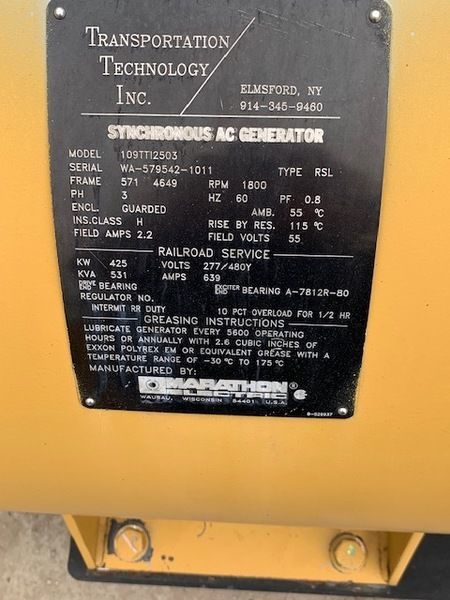 TRANSPORTATION
TECHNOLOGY
INC.
ELMSFORD, NY
914-345-9460
SYNCHRONOUS AC GENERATOR
MODEL 109TTI2503
SERIAL WA-579542-1011 TYPE RSL
FRAME 571 4649 RPM 1800
PH 3 HZ 60 PF 0.8
ENCL. GUARDED AMB. 55 °C
INS.CLASS H RISE BY RES. 115 °C
FIELD AMPS 2.2 FIELD VOLTS 55
RAILROAD SERVICE
KW 425 VOLTS 277/480Y
KVA 531 AMPS 639
DRIVE END BEARING EXCITER END BEARING A-7812R-80
REGULATOR NO.
INTERMIT RR DUTY 10 PCT OVERLOAD FOR 1/2 HR
GREASING INSTRUCTIONS
LUBRICATE GENERATOR EVERY 5600 OPERATING
HOURS OR ANNUALLY WITH 2.6 CUBIC INCHES OF
EXXON POLYREX EM OR EQUIVALENT GREASE WITH A
TEMPERATURE RANGE OF -30°C TO 175°C
MANUFACTURED BY:
MARATHON®
ELECTRIC
WAUSAU, WISCONSIN 54401 U.S.A.